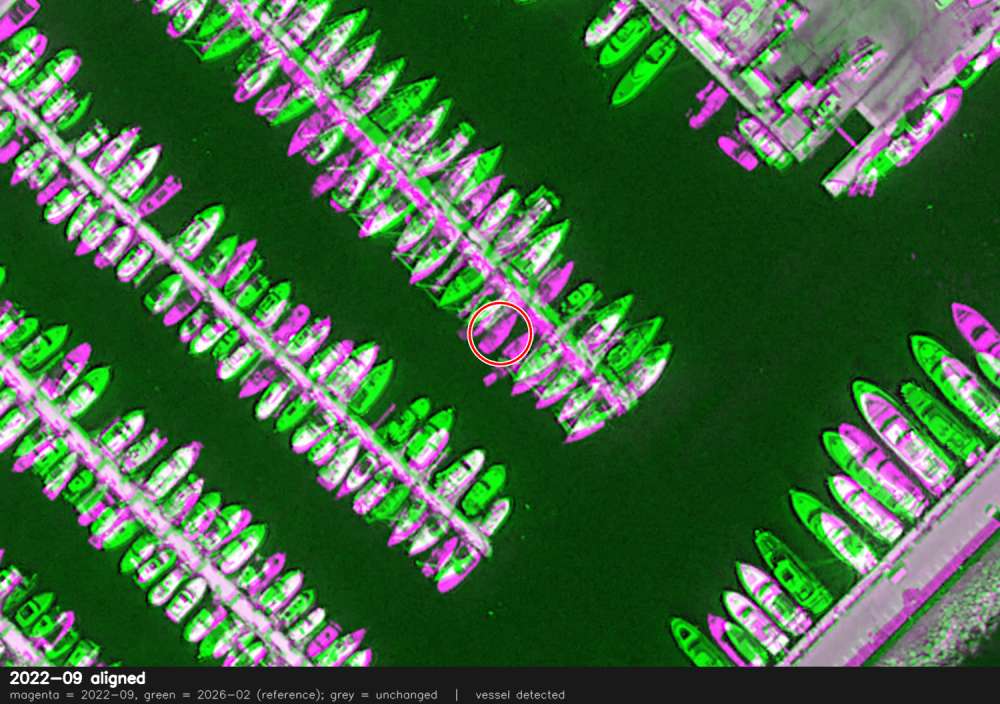 2022-09 aligned
magenta = 2022-09, green = 2026-02 (reference); grey = unchanged | vessel detected